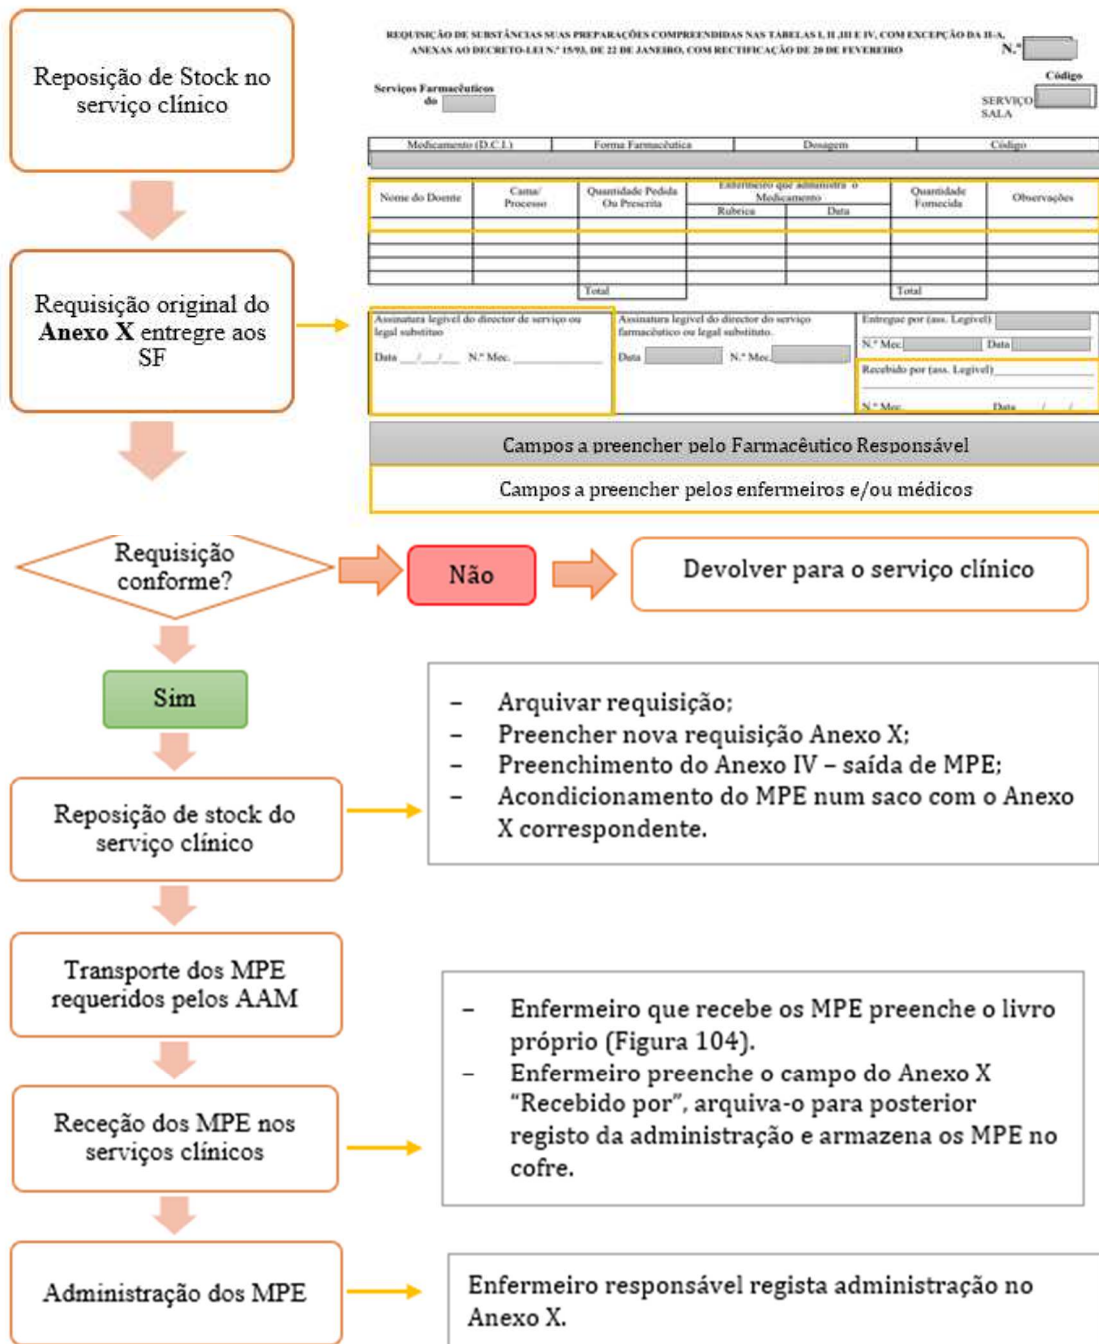 Reposição de Stock no
serviço clínico
REQUISIÇÃO DE SUBSTÂNCIAS SUAS PREPARAÇÕES COMPREENDIDAS NAS TABELAS I, II ,III E IV, COM EXCEPÇÃO DA II-A,
ANEXAS AO DECRETO-LEI N.º 15/93, DE 22 DE JANEIRO, COM RECTIFICAÇÃO DE 20 DE FEVEREIRO
N.º
Serviços Farmacêuticos
do
Código
SERVIÇO
SALA
Medicamento (D.C.I.) Forma Farmacêutica Dosagem Código
Nome do Doente
Cama/
Processo
Quantidade Pedida
Ou Prescrita
Enfermeiro que administra o
Medicamento
Rubrica Data
Quantidade
Fornecida
Observações
Total Total
Requisição original do
Anexo X entregre aos
SF
Assinatura legível do director de serviço ou
legal substituo
Data __/__/__ N.º Mec. ________________
Assinatura legível do director do serviço
farmacêutico ou legal substituto.
Data N.º Mec.
Entregue por (ass. Legível)
N.º Mec. Data
Recebido por (ass. Legível)________________
N.º Mec. Data / /
Campos a preencher pelo Farmacêutico Responsável
Campos a preencher pelos enfermeiros e/ou médicos
Requisição
conforme?
Não
Devolver para o serviço clínico
Sim
Reposição de stock do
serviço clínico
– Arquivar requisição;
– Preencher nova requisição Anexo X;
– Preenchimento do Anexo IV – saída de MPE;
– Acondicionamento do MPE num saco com o Anexo
X correspondente.
Transporte dos MPE
requeridos pelos AAM
Receção dos MPE nos
serviços clínicos
– Enfermeiro que recebe os MPE preenche o livro
próprio (Figura 104).
– Enfermeiro preenche o campo do Anexo X
“Recebido por”, arquiva-o para posterior
registo da administração e armazena os MPE no
cofre.
Administração dos MPE
Enfermeiro responsável regista administração no
Anexo X.